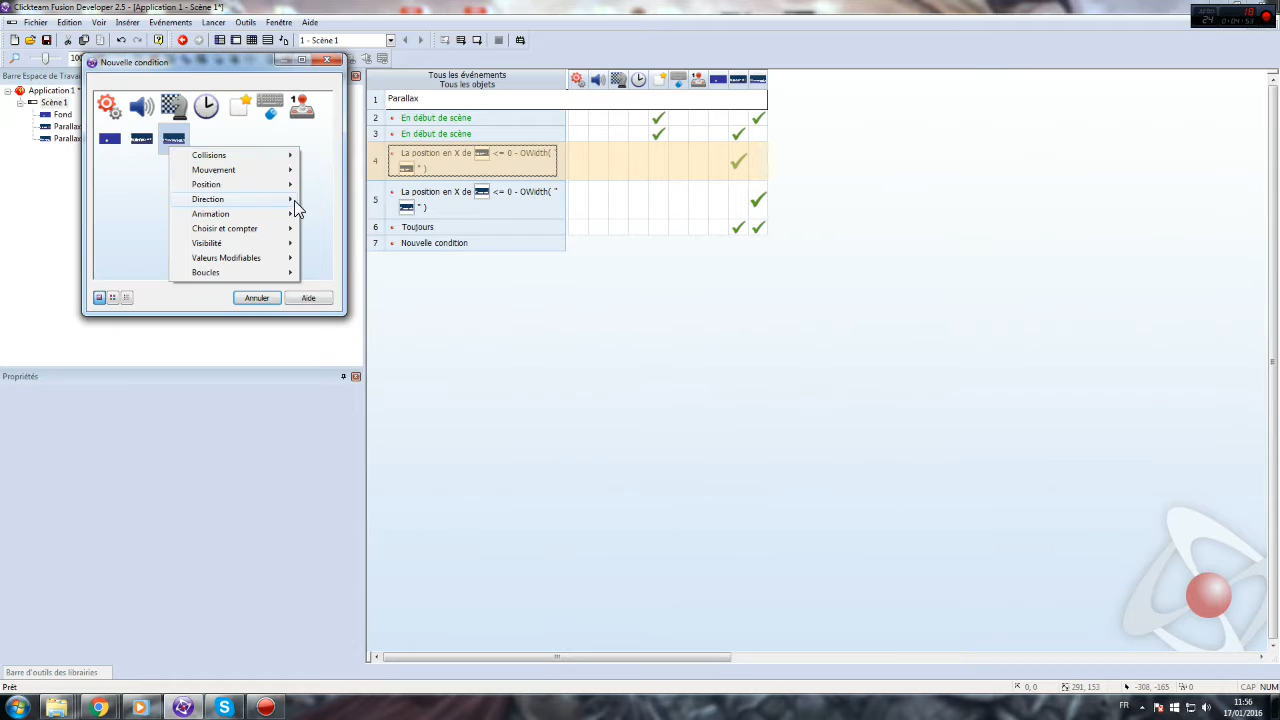 Clickteam Fusion Developer 2.5 - [Application 1 - Scène 1*]
Fichier Edition Voir Insérer Evénements Lancer Outils Fenêtre Aide
1 - Scène1
Barre Espace de Trava
Application 1 *
Scène 1
Fond
Parallax
Parallax
Nouvelle condition
Collisions
Mouvement
Position
Direction
Animation
Choisir et compter
Visibilité
Valeurs Modifiables
Boucles
Annuler Aide
Tous les événements
Tous les objets
1 Parallax
2 En début de scène
3 En début de scène
4 La position en X de <= 0 - OWidth(
" )
5 La position en X de <= 0 - OWidth( "
" )
6 Toujours
7 Nouvelle condition
Propriétés
Barre d'outils des librairies
Prêt
0, 0 291, 153 -308, -165 0 CAP NUM
FR 11:56
17/01/2016